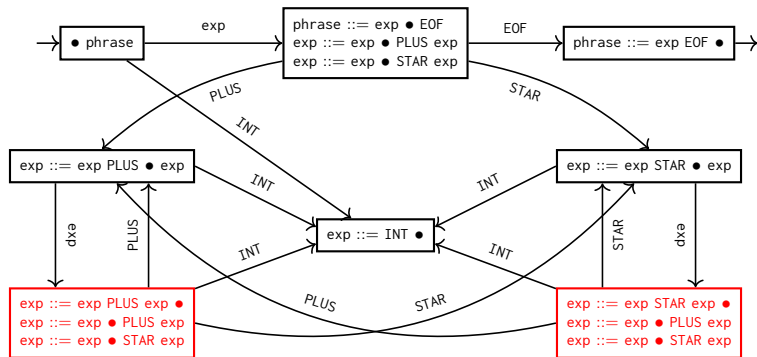 exp
phrase ::= exp ● EOF
EOF
● phrase
exp ::= exp ● PLUS exp
phrase ::= exp EOF ●
exp ::= exp ● STAR exp
PLUS
STAR
INT
exp ::= exp PLUS ● exp
exp ::= exp STAR ● exp
INT
INT
exp
PLUS
exp ::= INT ●
STAR
exp
INT
INT
exp ::= exp PLUS exp ●
exp ::= exp ● PLUS exp
exp ::= exp ● STAR exp
PLUS
STAR
exp ::= exp STAR exp ●
exp ::= exp ● PLUS exp
exp ::= exp ● STAR exp